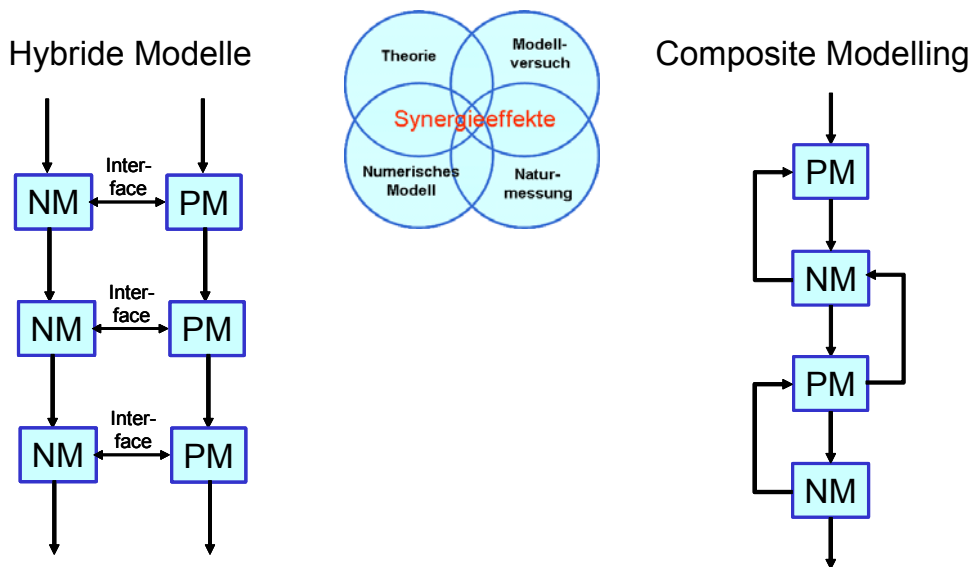 Hybride Modelle
Inter-
face
NM
PM
Inter-
face
NM
PM
Inter-
face
NM
PM
Theorie
Modell-
versuch
Synergieeffekte
Numerisches
Modell
Natur-
messung
Composite Modelling
PM
NM
PM
NM